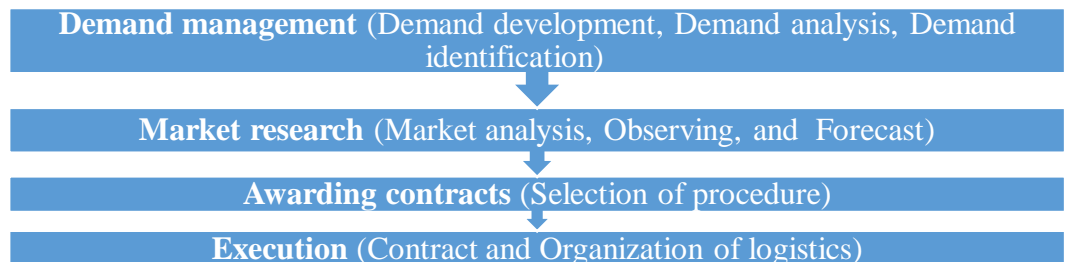 Demand management (Demand development, Demand analysis, Demand
identification)
Market research (Market analysis, Observing, and Forecast)
Awarding contracts (Selection of procedure)
Execution (Contract and Organization of logistics)